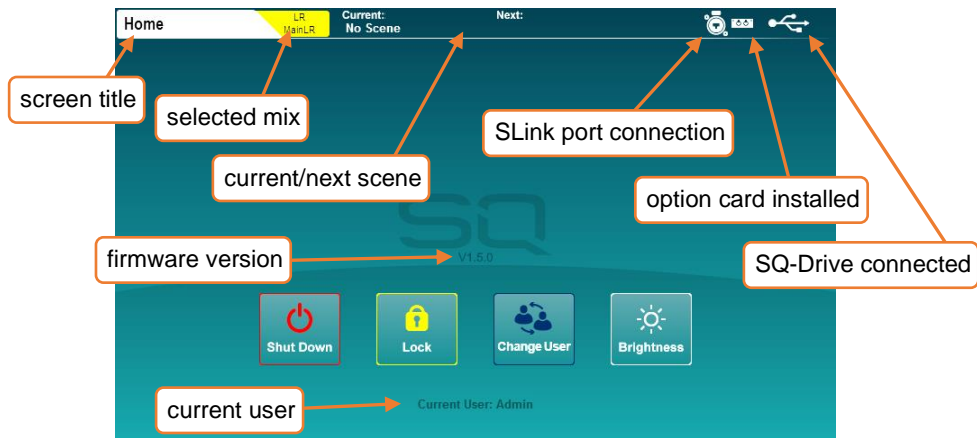 Home
LR
MainLR
Current:
No Scene
Next:
screen title
selected mix
SLink port connection
current/next scene
option card installed
SQ
firmware version
V1.5.0
SQ-Drive connected
Shut Down
Lock
Change User
Brightness
current user
Current User: Admin